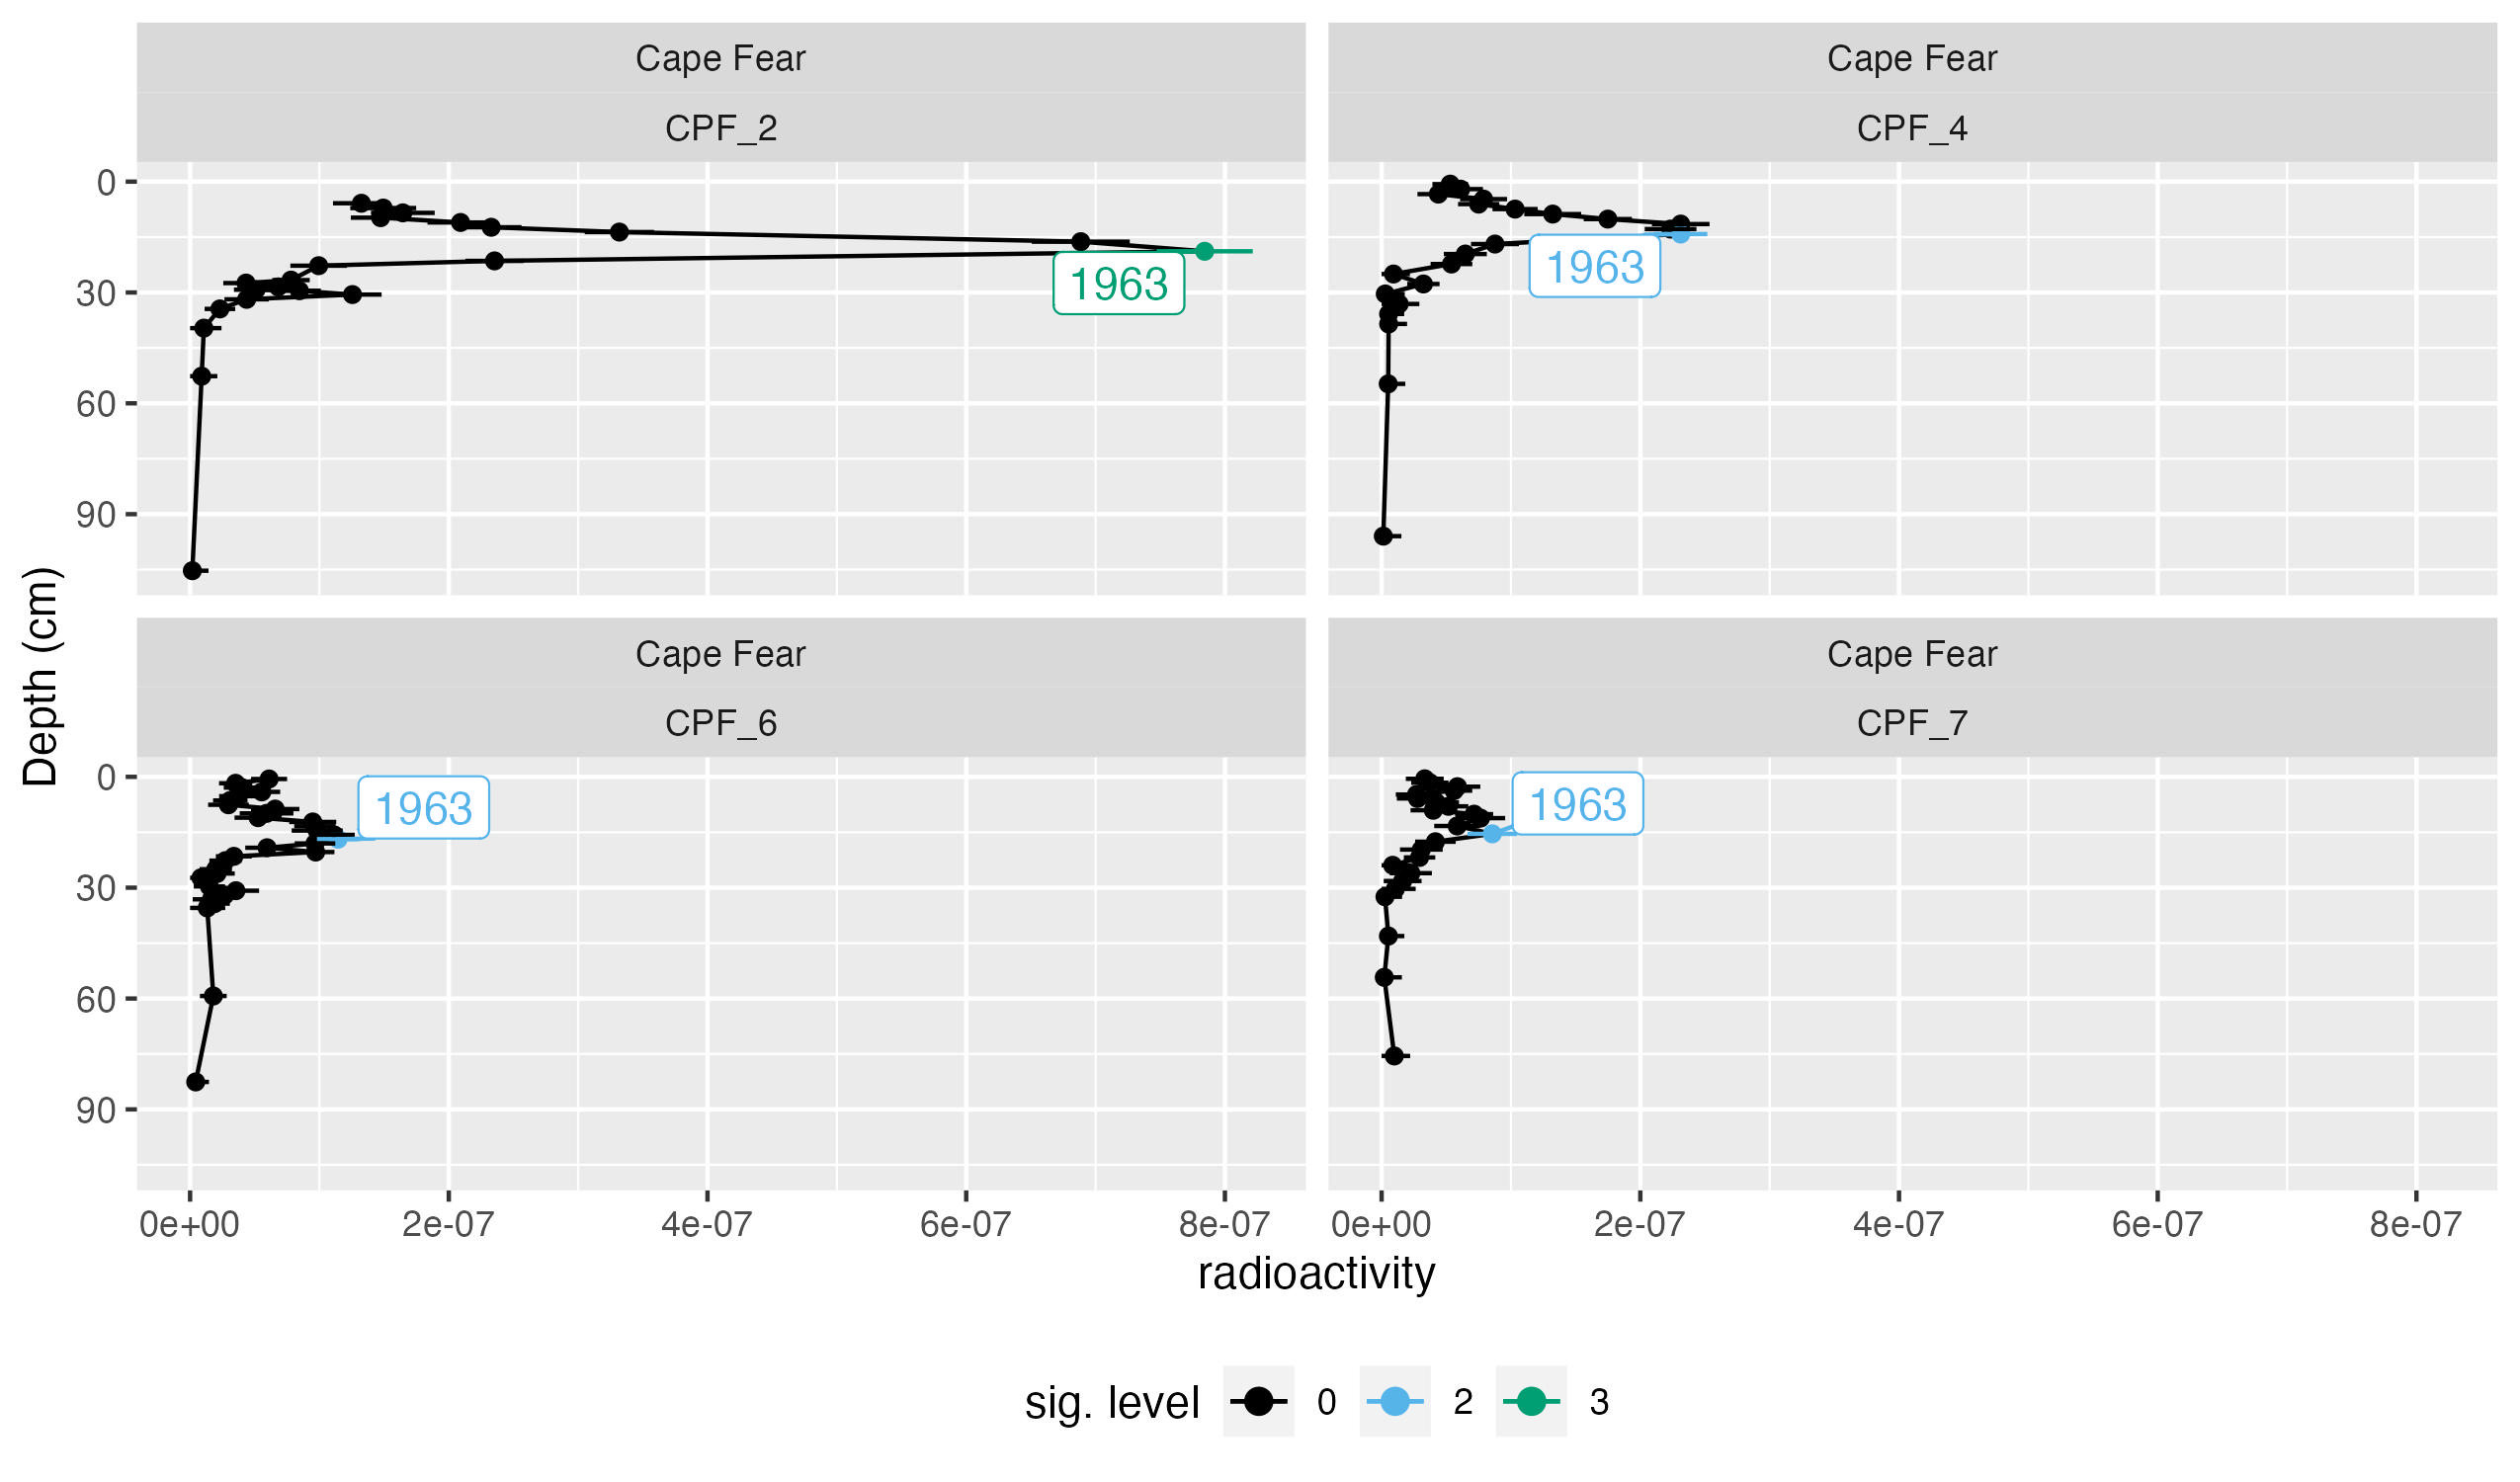 Cape Fear
Cape Fear
CPF_2
CPF_4
0
30
60
90
1963
1963
Depth (cm)
Cape Fear
Cape Fear
CPF_6
CPF_7
0
30
60
90
1963
1963
0e+00 2e-07 4e-07 6e-07 8e-07
0e+00 2e-07 4e-07 6e-07 8e-07
radioactivity
sig. level 0 2 3